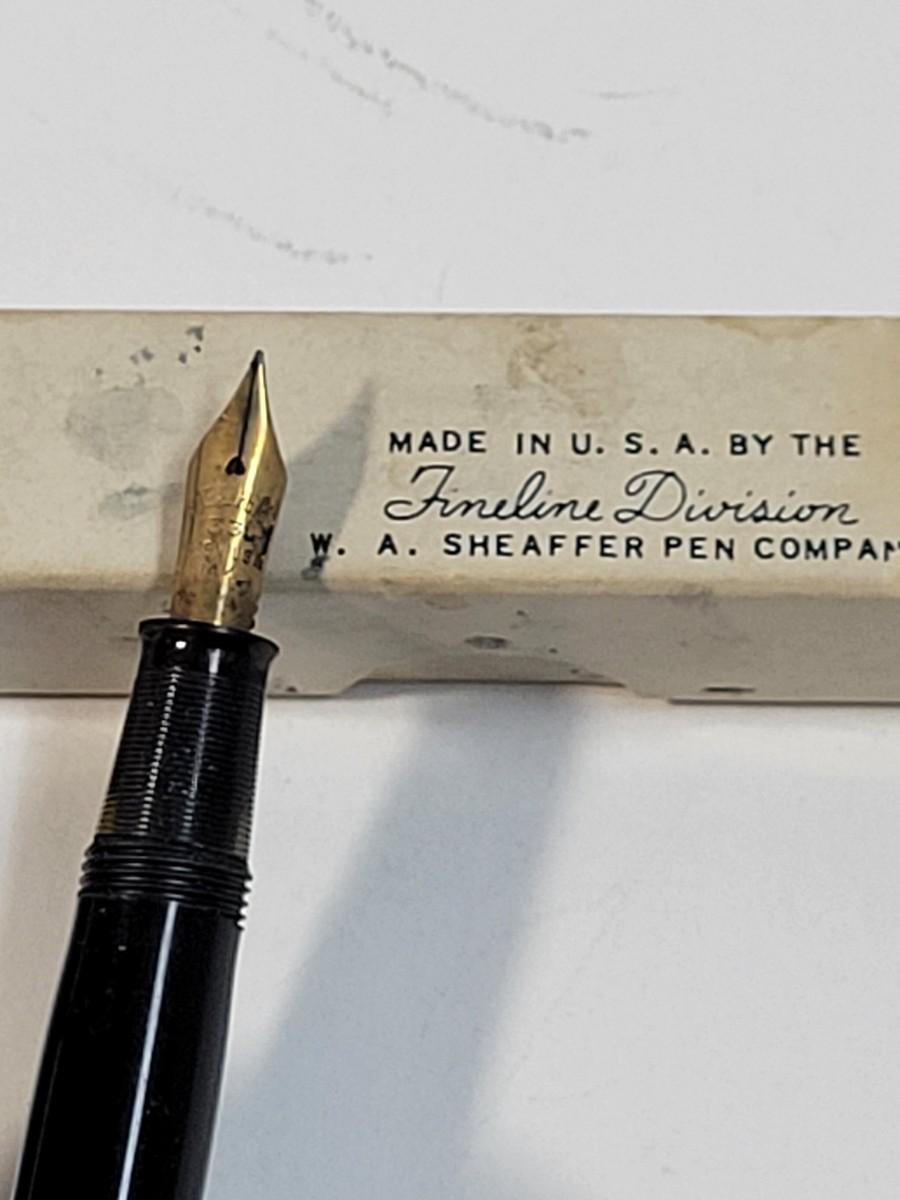 MADE IN U. S. A. BY THE
Fineline Division
W. A. SHEAFFER PEN COMPAN